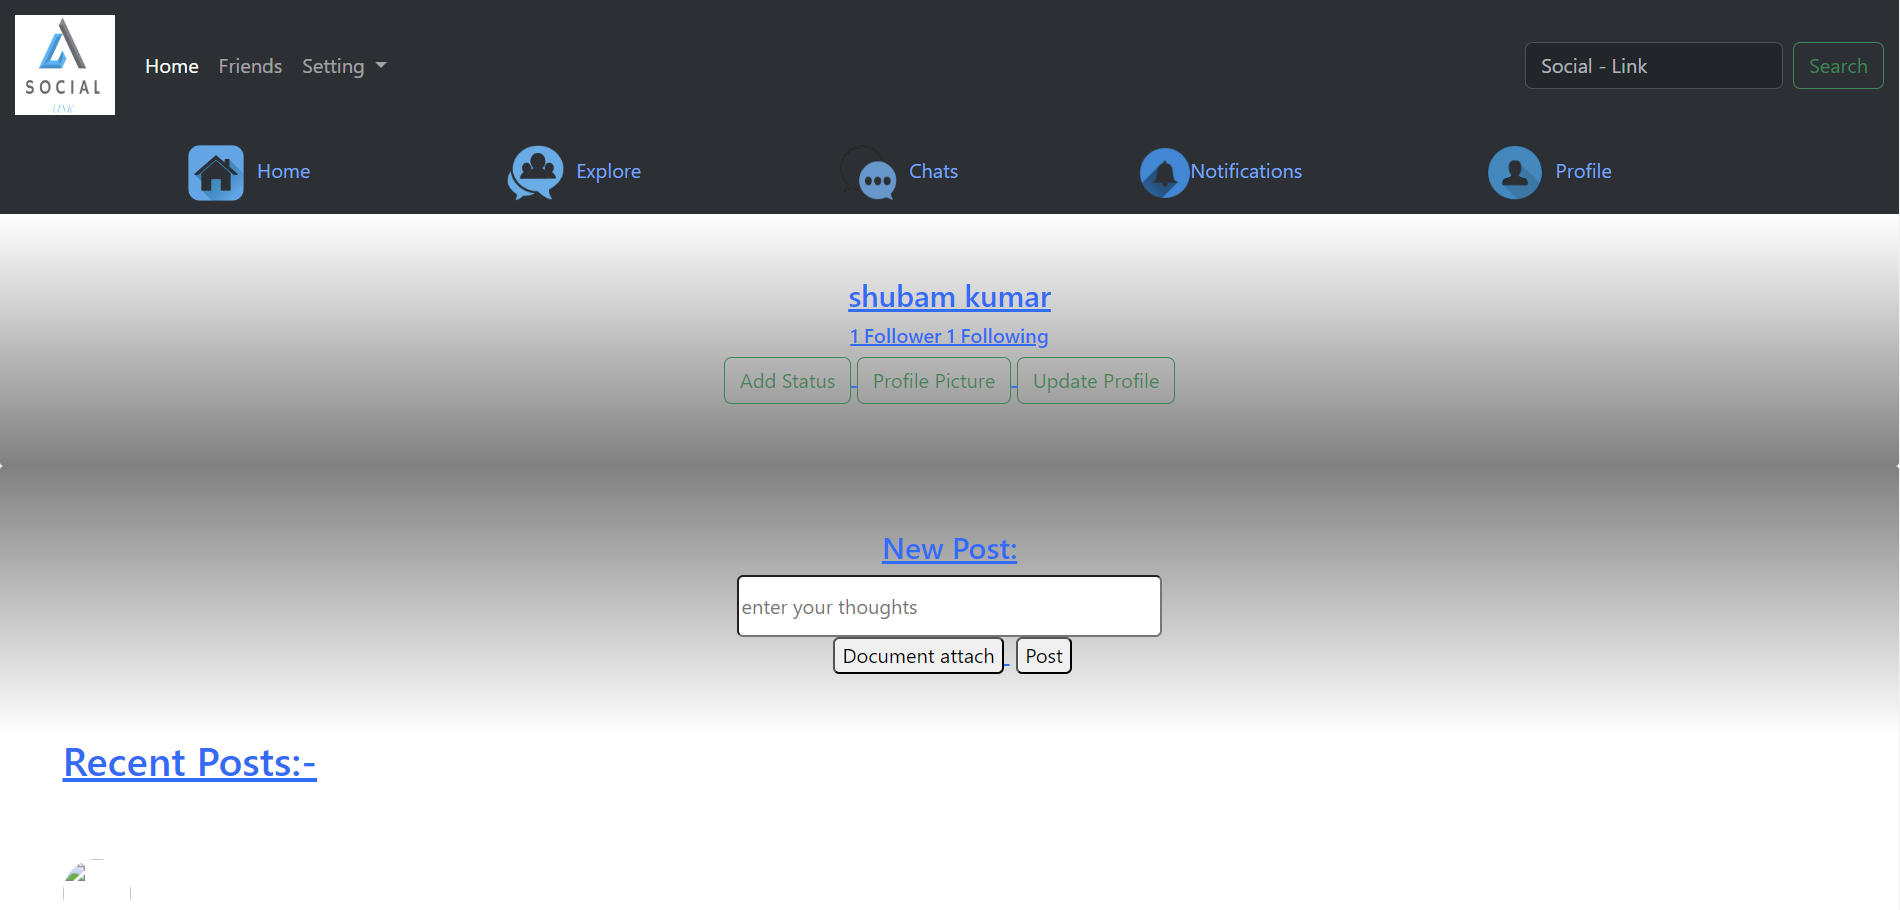 SOCIAL
LINK
Home Friends Setting
Social - Link Search
Home Explore Chats Notifications Profile
shubam kumar
1 Follower 1 Following
Add Status Profile Picture Update Profile
New Post:
enter your thoughts
Document attach Post
Recent Posts:-